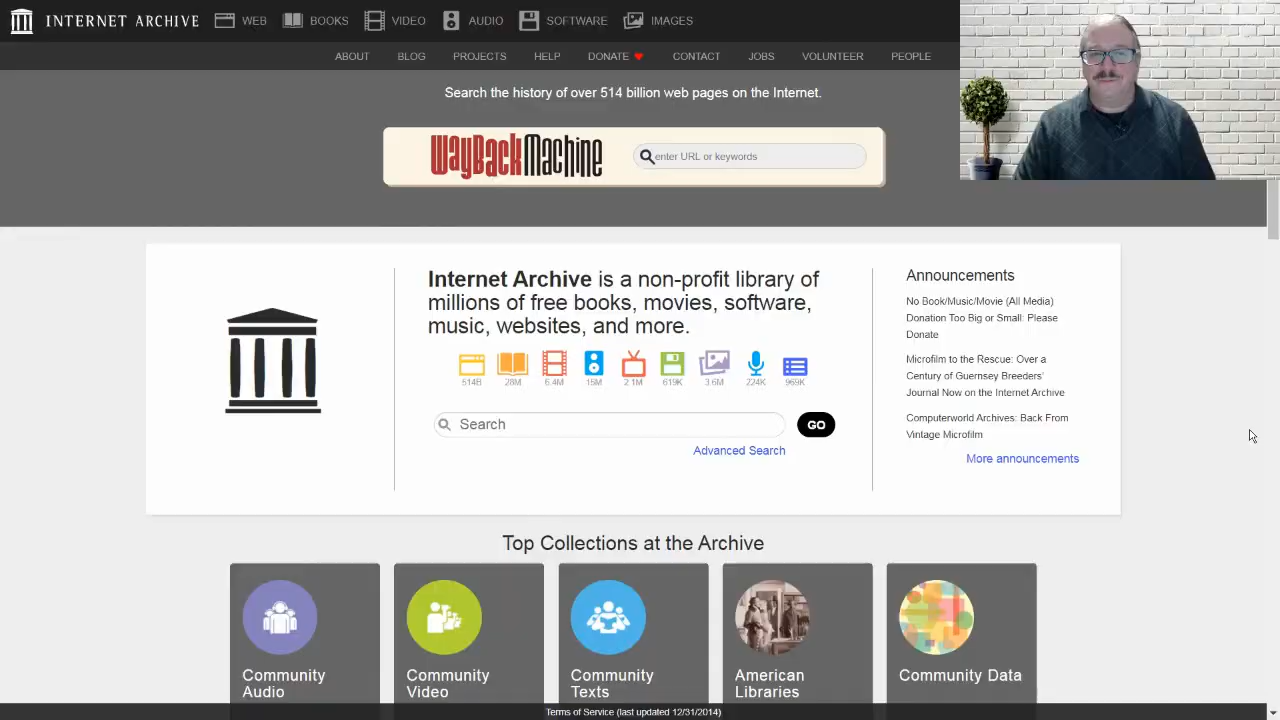 INTERNET ARCHIVE WEB BOOKS VIDEO AUDIO SOFTWARE IMAGES
ABOUT BLOG PROJECTS HELP DONATE CONTACT JOBS VOLUNTEER PEOPLE
Search the history of over 514 billion web pages on the Internet.
WayBackMachine
enter URL or keywords
Internet Archive is a non-profit library of
millions of free books, movies, software,
music, websites, and more.
514B 28M 6.4M 15M 2.1M 619K 3.6M 224K 969K
Search
GO
Advanced Search
Announcements
No Book/Music/Movie (All Media)
Donation Too Big or Small: Please
Donate
Microfilm to the Rescue: Over a
Century of Guernsey Breeders'
Journal Now on the Internet Archive
Computerworld Archives: Back From
Vintage Microfilm
More announcements
Top Collections at the Archive
Community
Audio
Community
Video
Community
Texts
American
Libraries
Community Data
Terms of Service (last updated 12/31/2014)